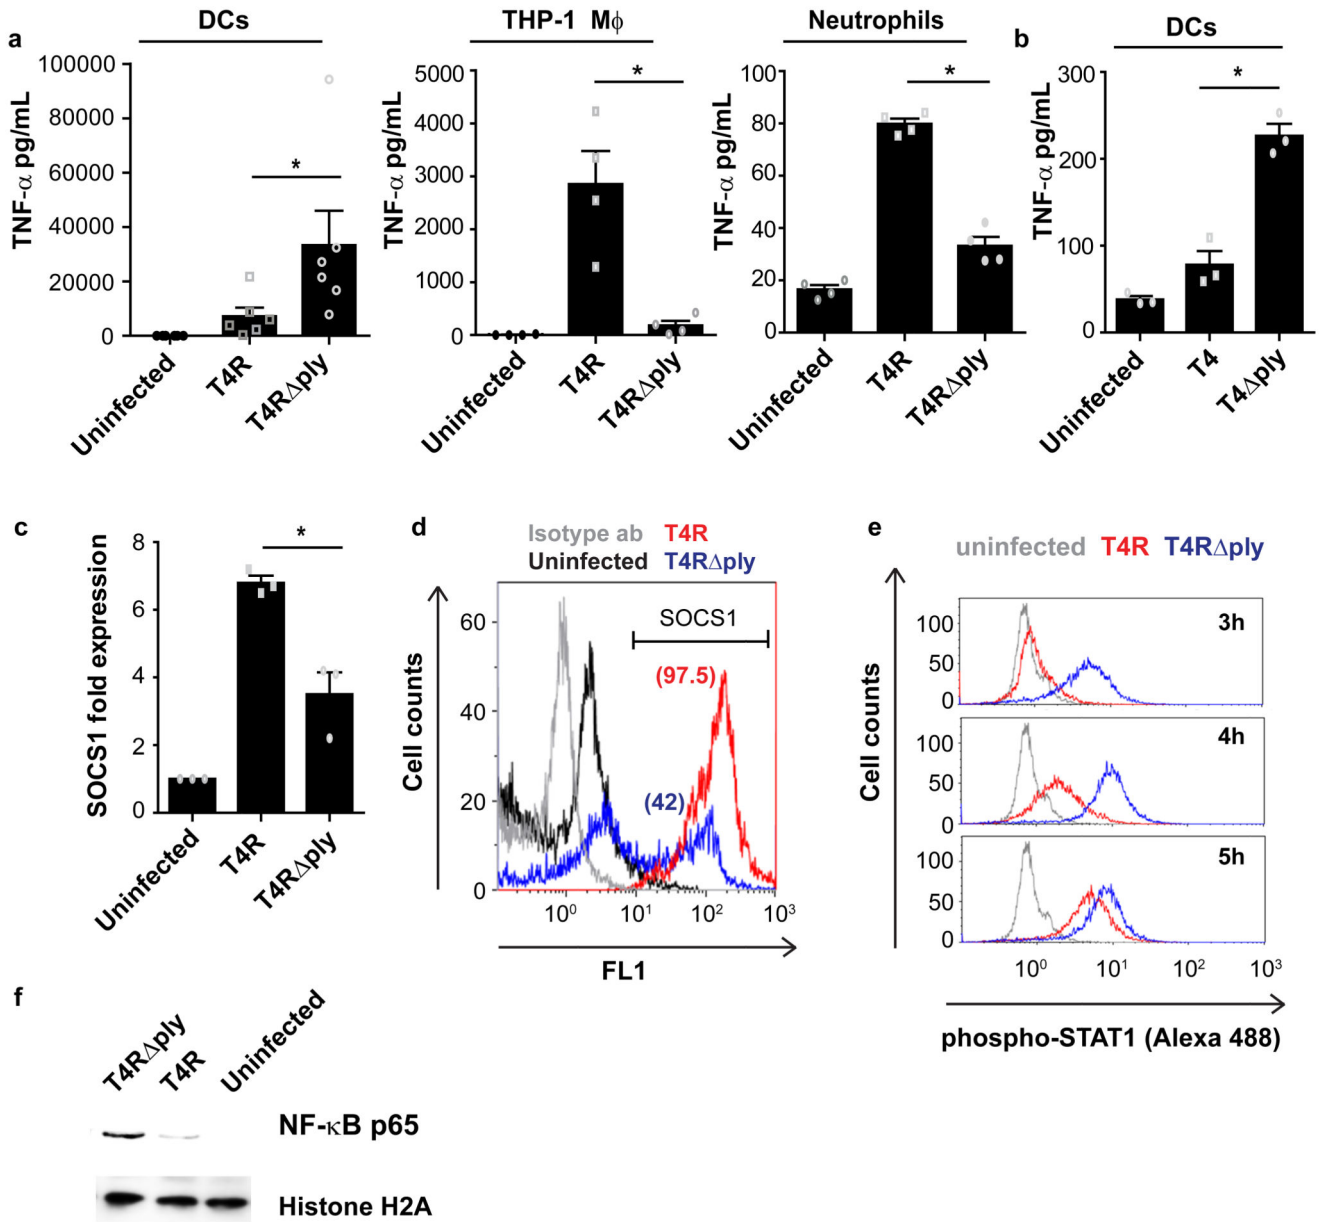 a
DCs
TNF-α pg/mL
100000
80000
60000
40000
20000
0
*
Uninfected
T4R
T4RΔply
THP-1 Mϕ
TNF-α pg/mL
5000
4000
3000
2000
1000
0
*
Uninfected
T4R
T4RΔply
Neutrophils
TNF-α pg/mL
100
80
60
40
20
0
*
Uninfected
T4R
T4RΔply
b
DCs
TNF-α pg/mL
300
200
100
0
*
Uninfected
T4
T4Δply
c
SOCS1 fold expression
8
6
4
2
0
*
Uninfected
T4R
T4RΔply
d
Isotype ab T4R
Uninfected T4RΔply
Cell counts
60
40
20
0
SOCS1
(97.5)
(42)
10⁰ 10¹ 10² 10³
FL1
e
uninfected T4R T4RΔply
Cell counts
100
50
0
3h
100
50
0
4h
100
50
0
5h
10⁰ 10¹ 10² 10³
phospho-STAT1 (Alexa 488)
f
T4RΔply
T4R
Uninfected
NF-κB p65
Histone H2A